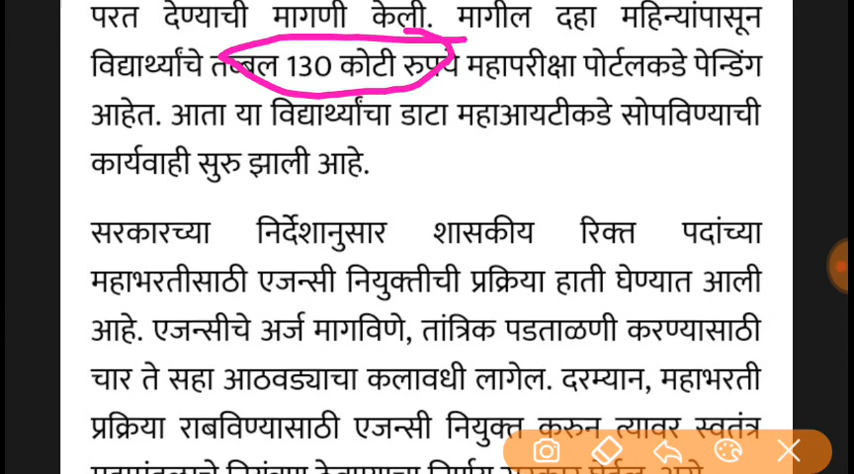 परत देण्याची मागणी केली. मागील दहा महिन्यांपासून
विद्यार्थ्यांचे तब्बल 130 कोटी रुपये महापरीक्षा पोर्टलकडे पेन्डिंग
आहेत. आता या विद्यार्थ्यांचा डाटा महाआयटीकडे सोपविण्याची
कार्यवाही सुरु झाली आहे.
सरकारच्या निर्देशानुसार शासकीय रिक्त पदांच्या
महाभरतीसाठी एजन्सी नियुक्तीची प्रक्रिया हाती घेण्यात आली
आहे. एजन्सीचे अर्ज मागविणे, तांत्रिक पडताळणी करण्यासाठी
चार ते सहा आठवड्याचा कलावधी लागेल. दरम्यान, महाभरती
प्रक्रिया राबविण्यासाठी एजन्सी नियुक्त करुन त्यावर स्वतंत्र